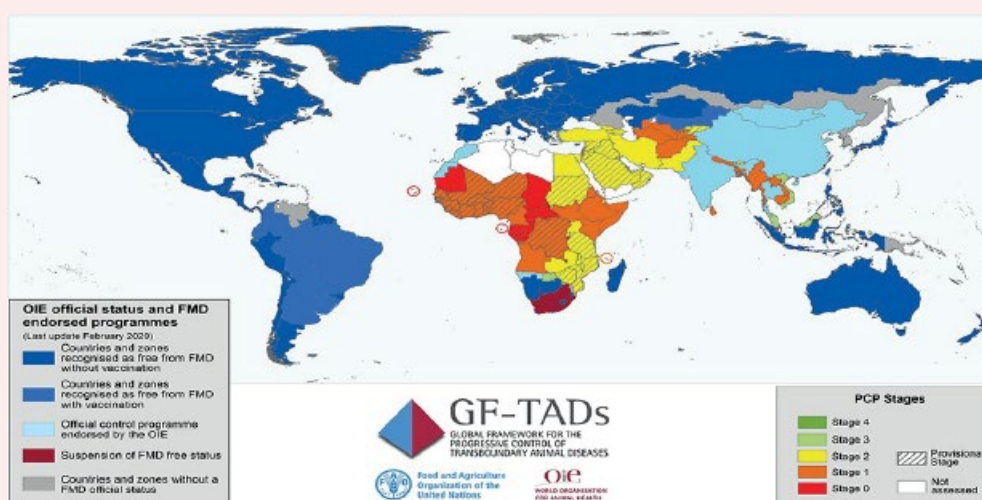 OIE official status and FMD
endorsed programmes
(Last update February 2020)
Countries and zones
recognised as free from FMD
without vaccination
Countries and zones
recognised as free from FMD
with vaccination
Official control programme
endorsed by the OIE
Suspension of FMD free status
Countries and zones without a
FMD official status
GF-TADs
GLOBAL FRAMEWORK FOR THE
PROGRESSIVE CONTROL OF
TRANSBOUNDARY ANIMAL DISEASES
FAO
Food and Agriculture
Organization of the
United Nations
Oie
WORLD ORGANISATION
FOR ANIMAL HEALTH
PCP Stages
Stage 4
Stage 3
Stage 2
Stage 1
Stage 0
Provisional
Stage
Not
assessed